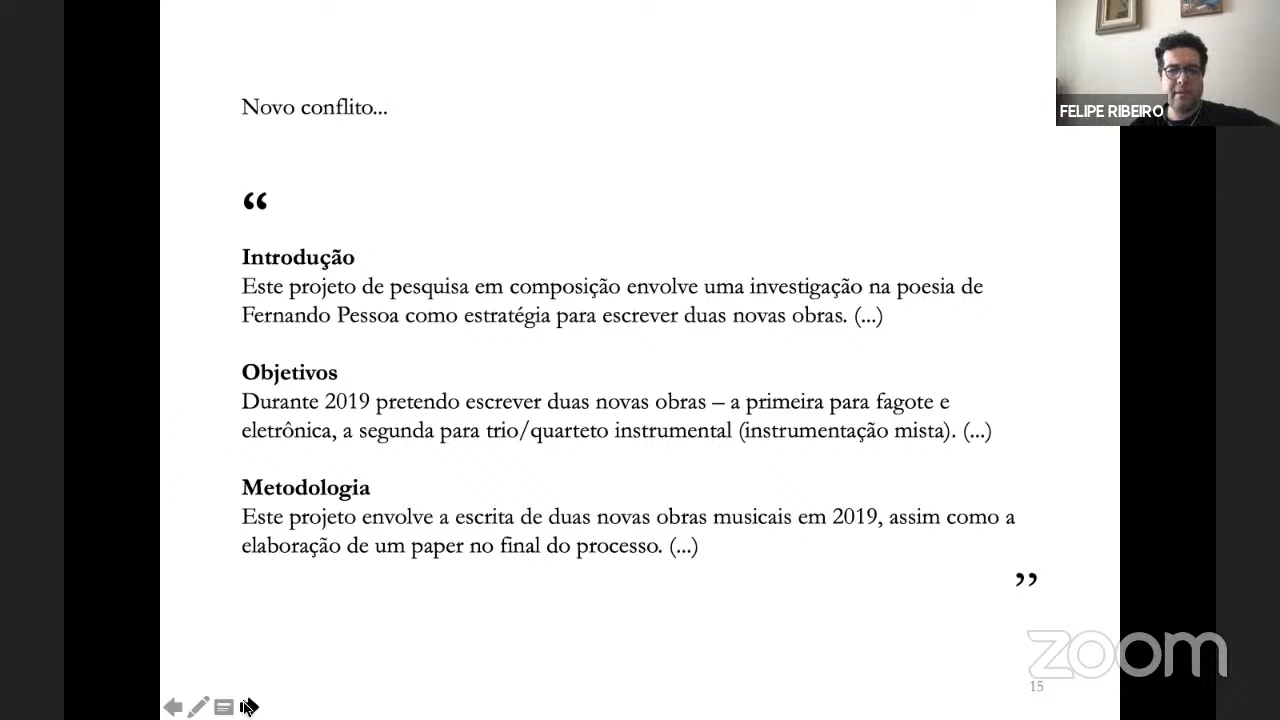 Novo conflito...
FELIPE RIBEIRO
“
Introdução
Este projeto de pesquisa em composição envolve uma investigação na poesia de
Fernando Pessoa como estratégia para escrever duas novas obras. (...)
Objetivos
Durante 2019 pretendo escrever duas novas obras – a primeira para fagote e
eletrônica, a segunda para trio/quarteto instrumental (instrumentação mista). (...)
Metodologia
Este projeto envolve a escrita de duas novas obras musicais em 2019, assim como a
elaboração de um paper no final do processo. (...)
”
zoom
15